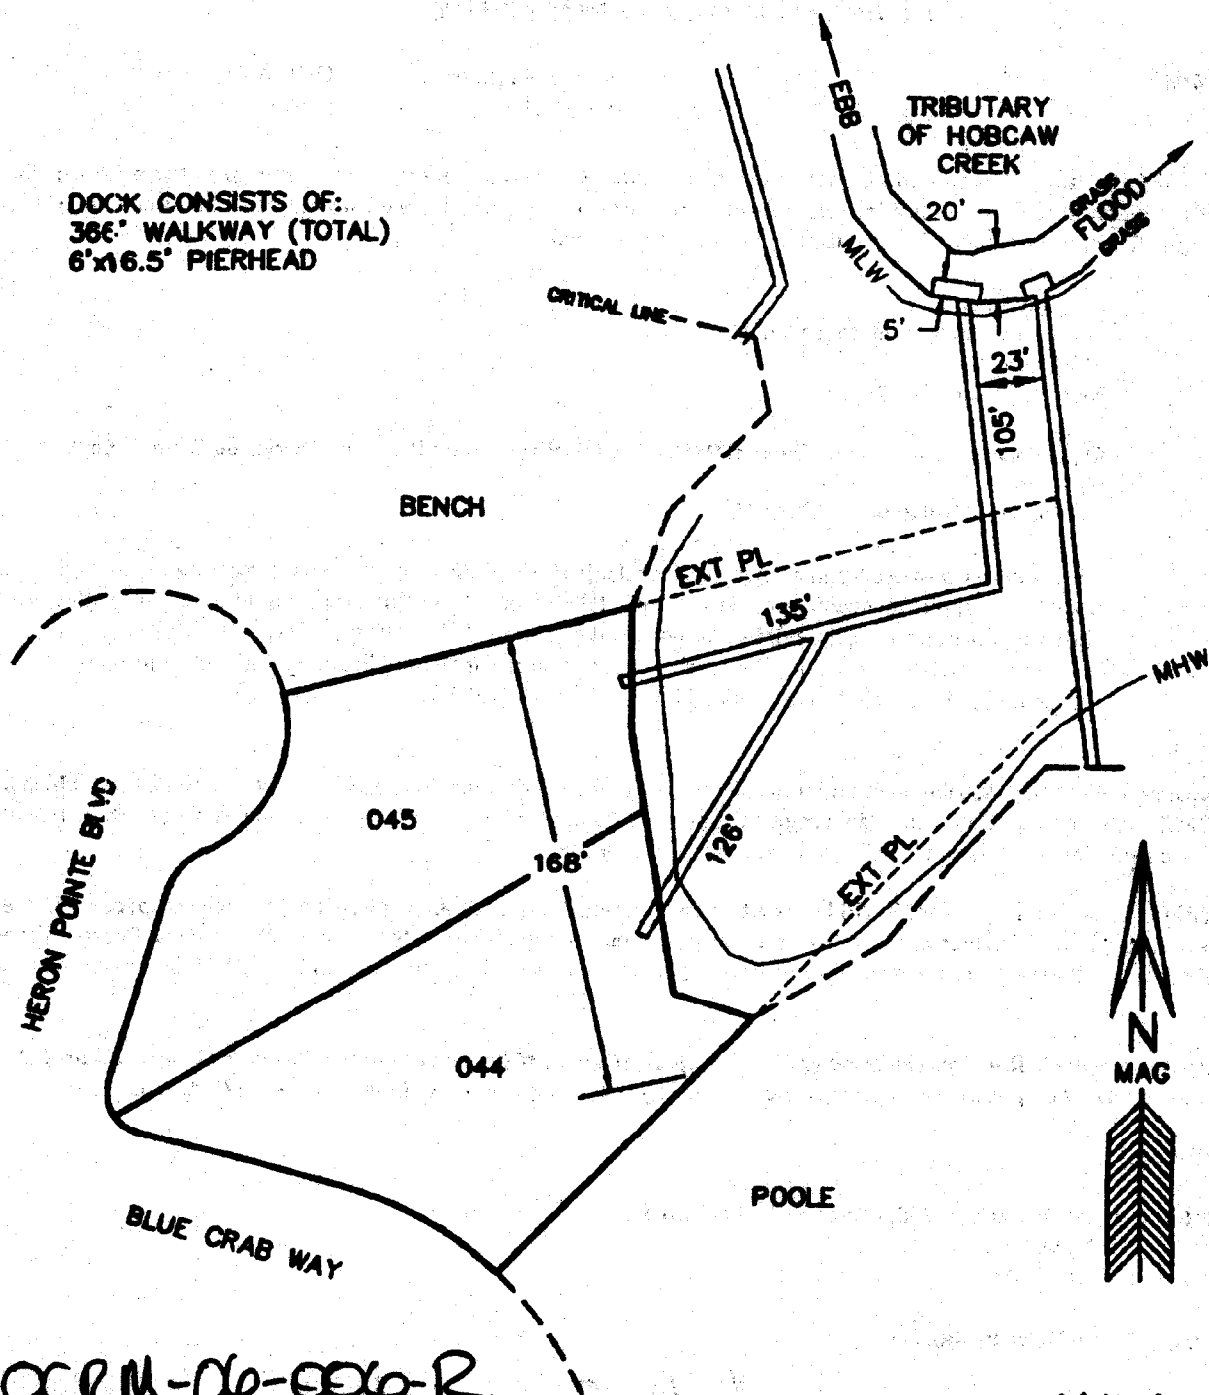 EBB
TRIBUTARY
OF HOBCAW
CREEK
GRASS
FLOOD
GRASS
20'
MLW
DOCK CONSISTS OF:
366' WALKWAY (TOTAL)
6'x16.5' PIERHEAD
CRITICAL LINE
5'
23'
105'
BENCH
EXT PL
135'
MHW
045
168'
126'
EXT PL
HERON POINTE BLVD
044
N
MAG
POOLE
BLUE CRAB WAY